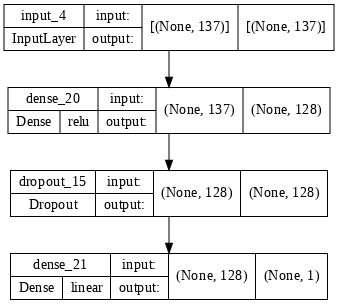 input_4 input: [(None, 137)] [(None, 137)]
InputLayer output:
dense_20 input: (None, 137) (None, 128)
Dense relu output:
dropout_15 input: (None, 128) (None, 128)
Dropout output:
dense_21 input: (None, 128) (None, 1)
Dense linear output: